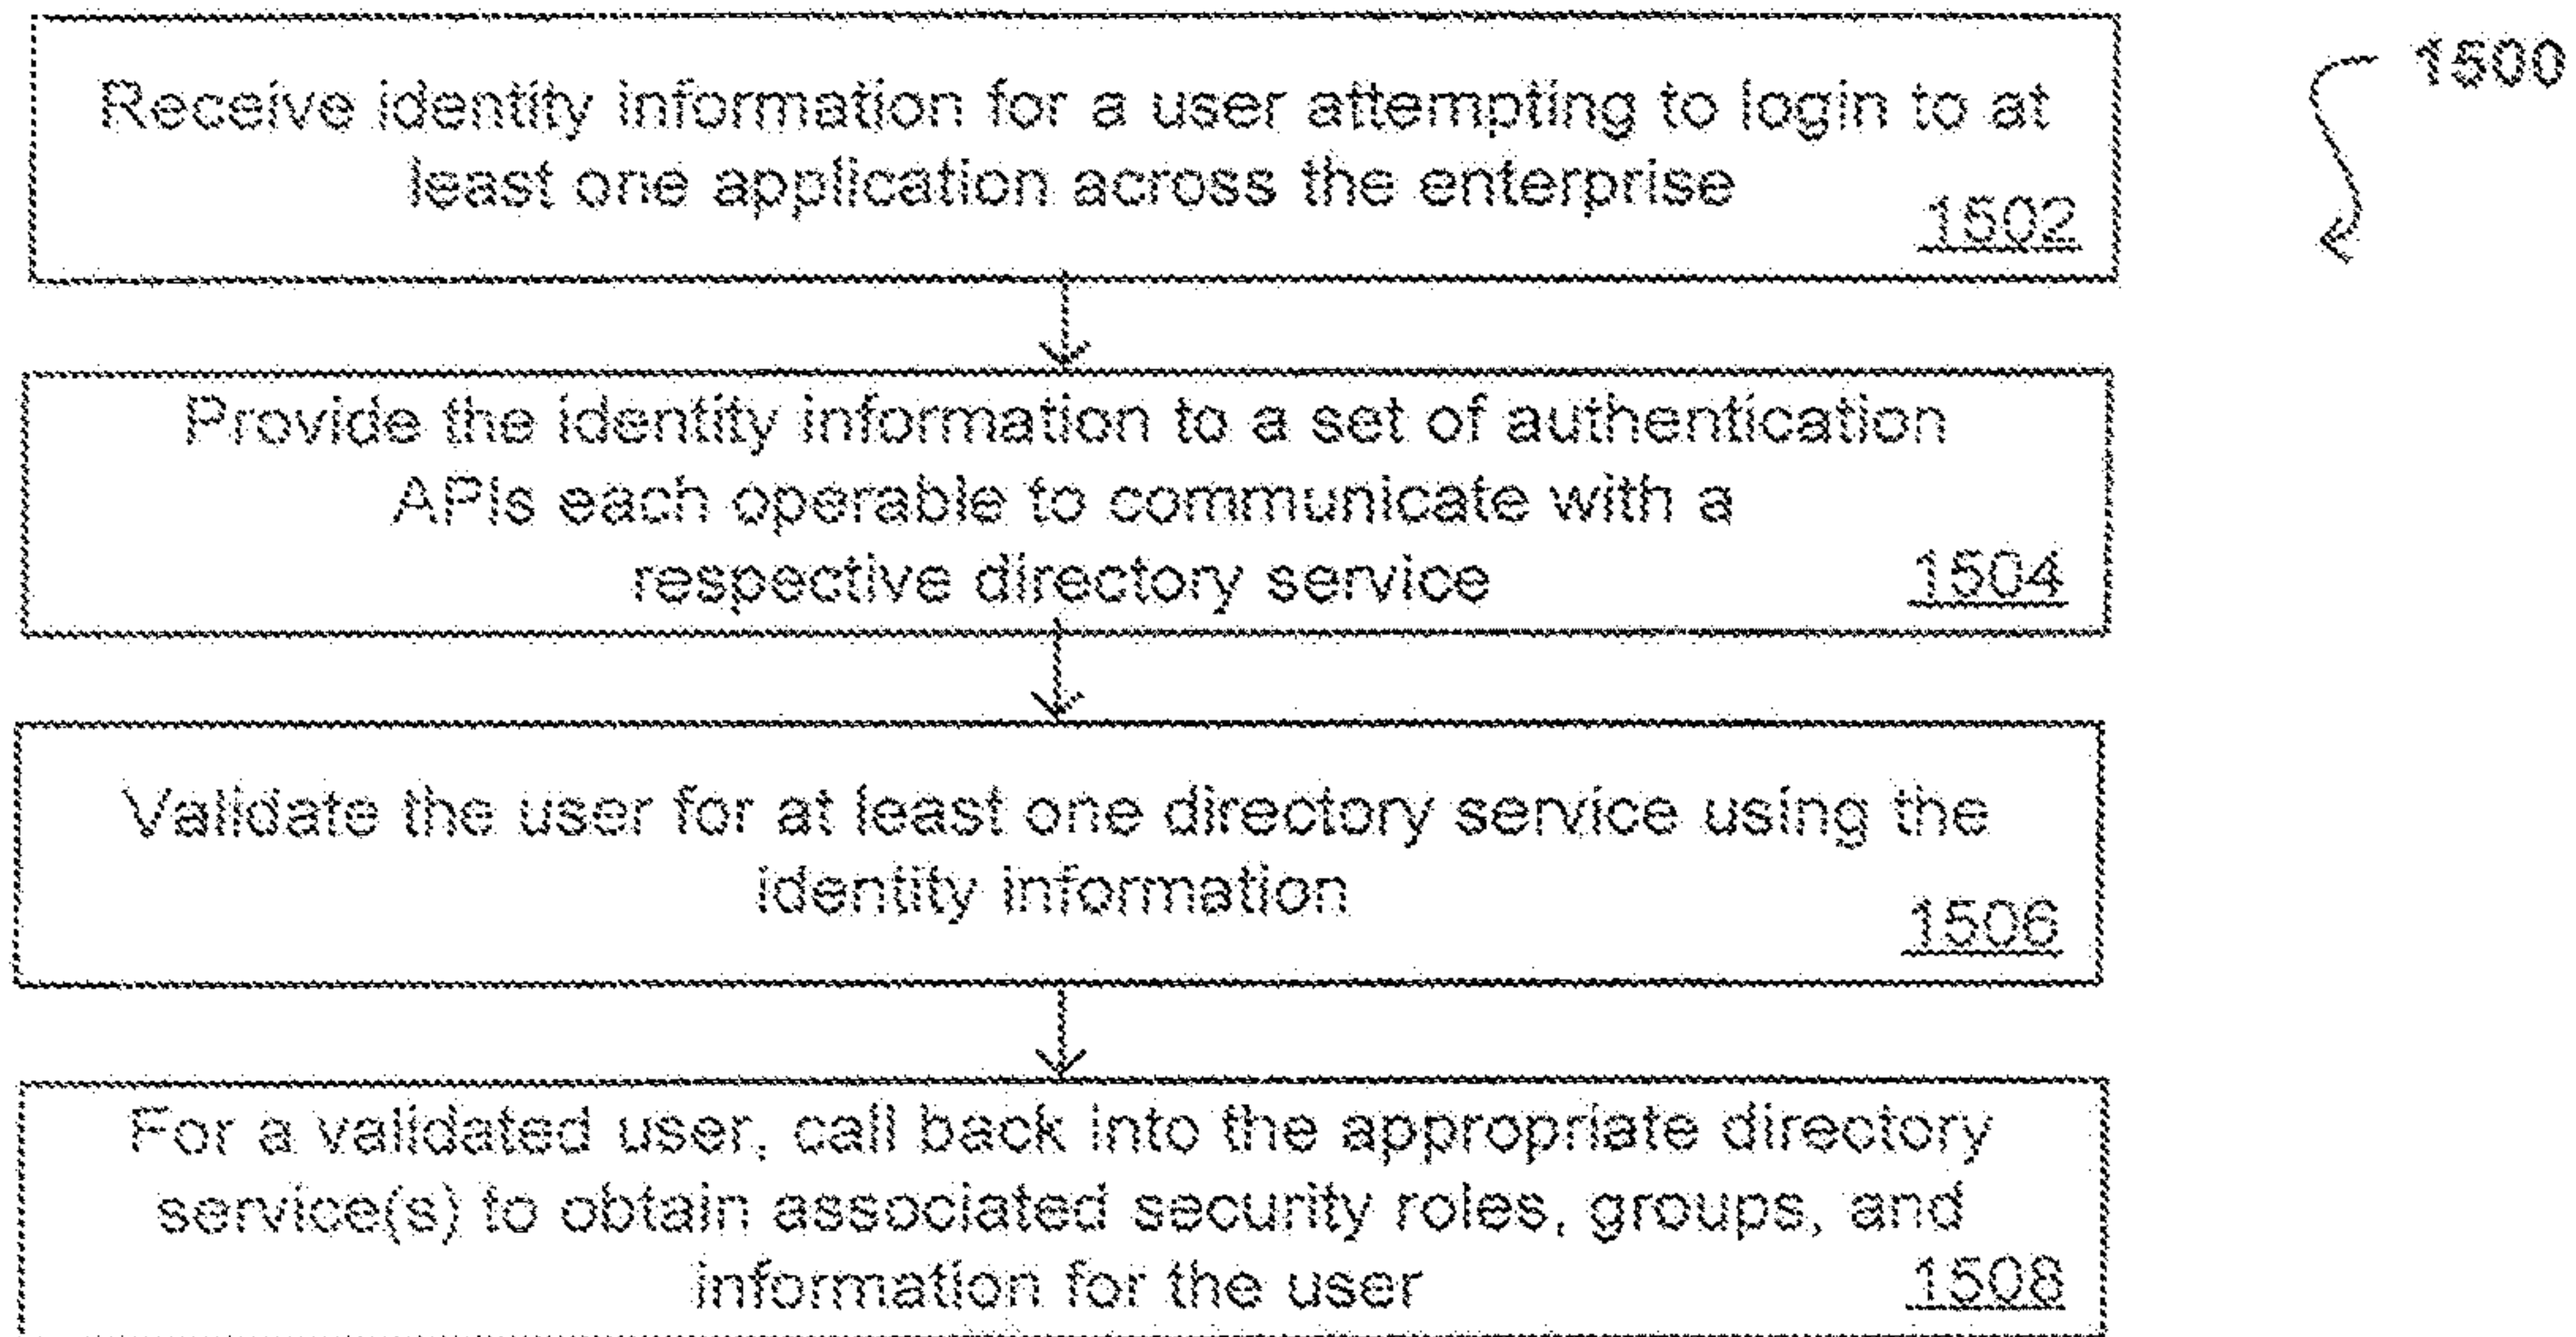 1500
Receive identity information for a user attempting to login to at
least one application across the enterprise
1502
Provide the identity information to a set of authentication
APIs each operable to communicate with a
respective directory service
1504
Validate the user for at least one directory service using the
identity information
1506
For a validated user, call back into the appropriate directory
service(s) to obtain associated security roles, groups, and
information for the user
1508